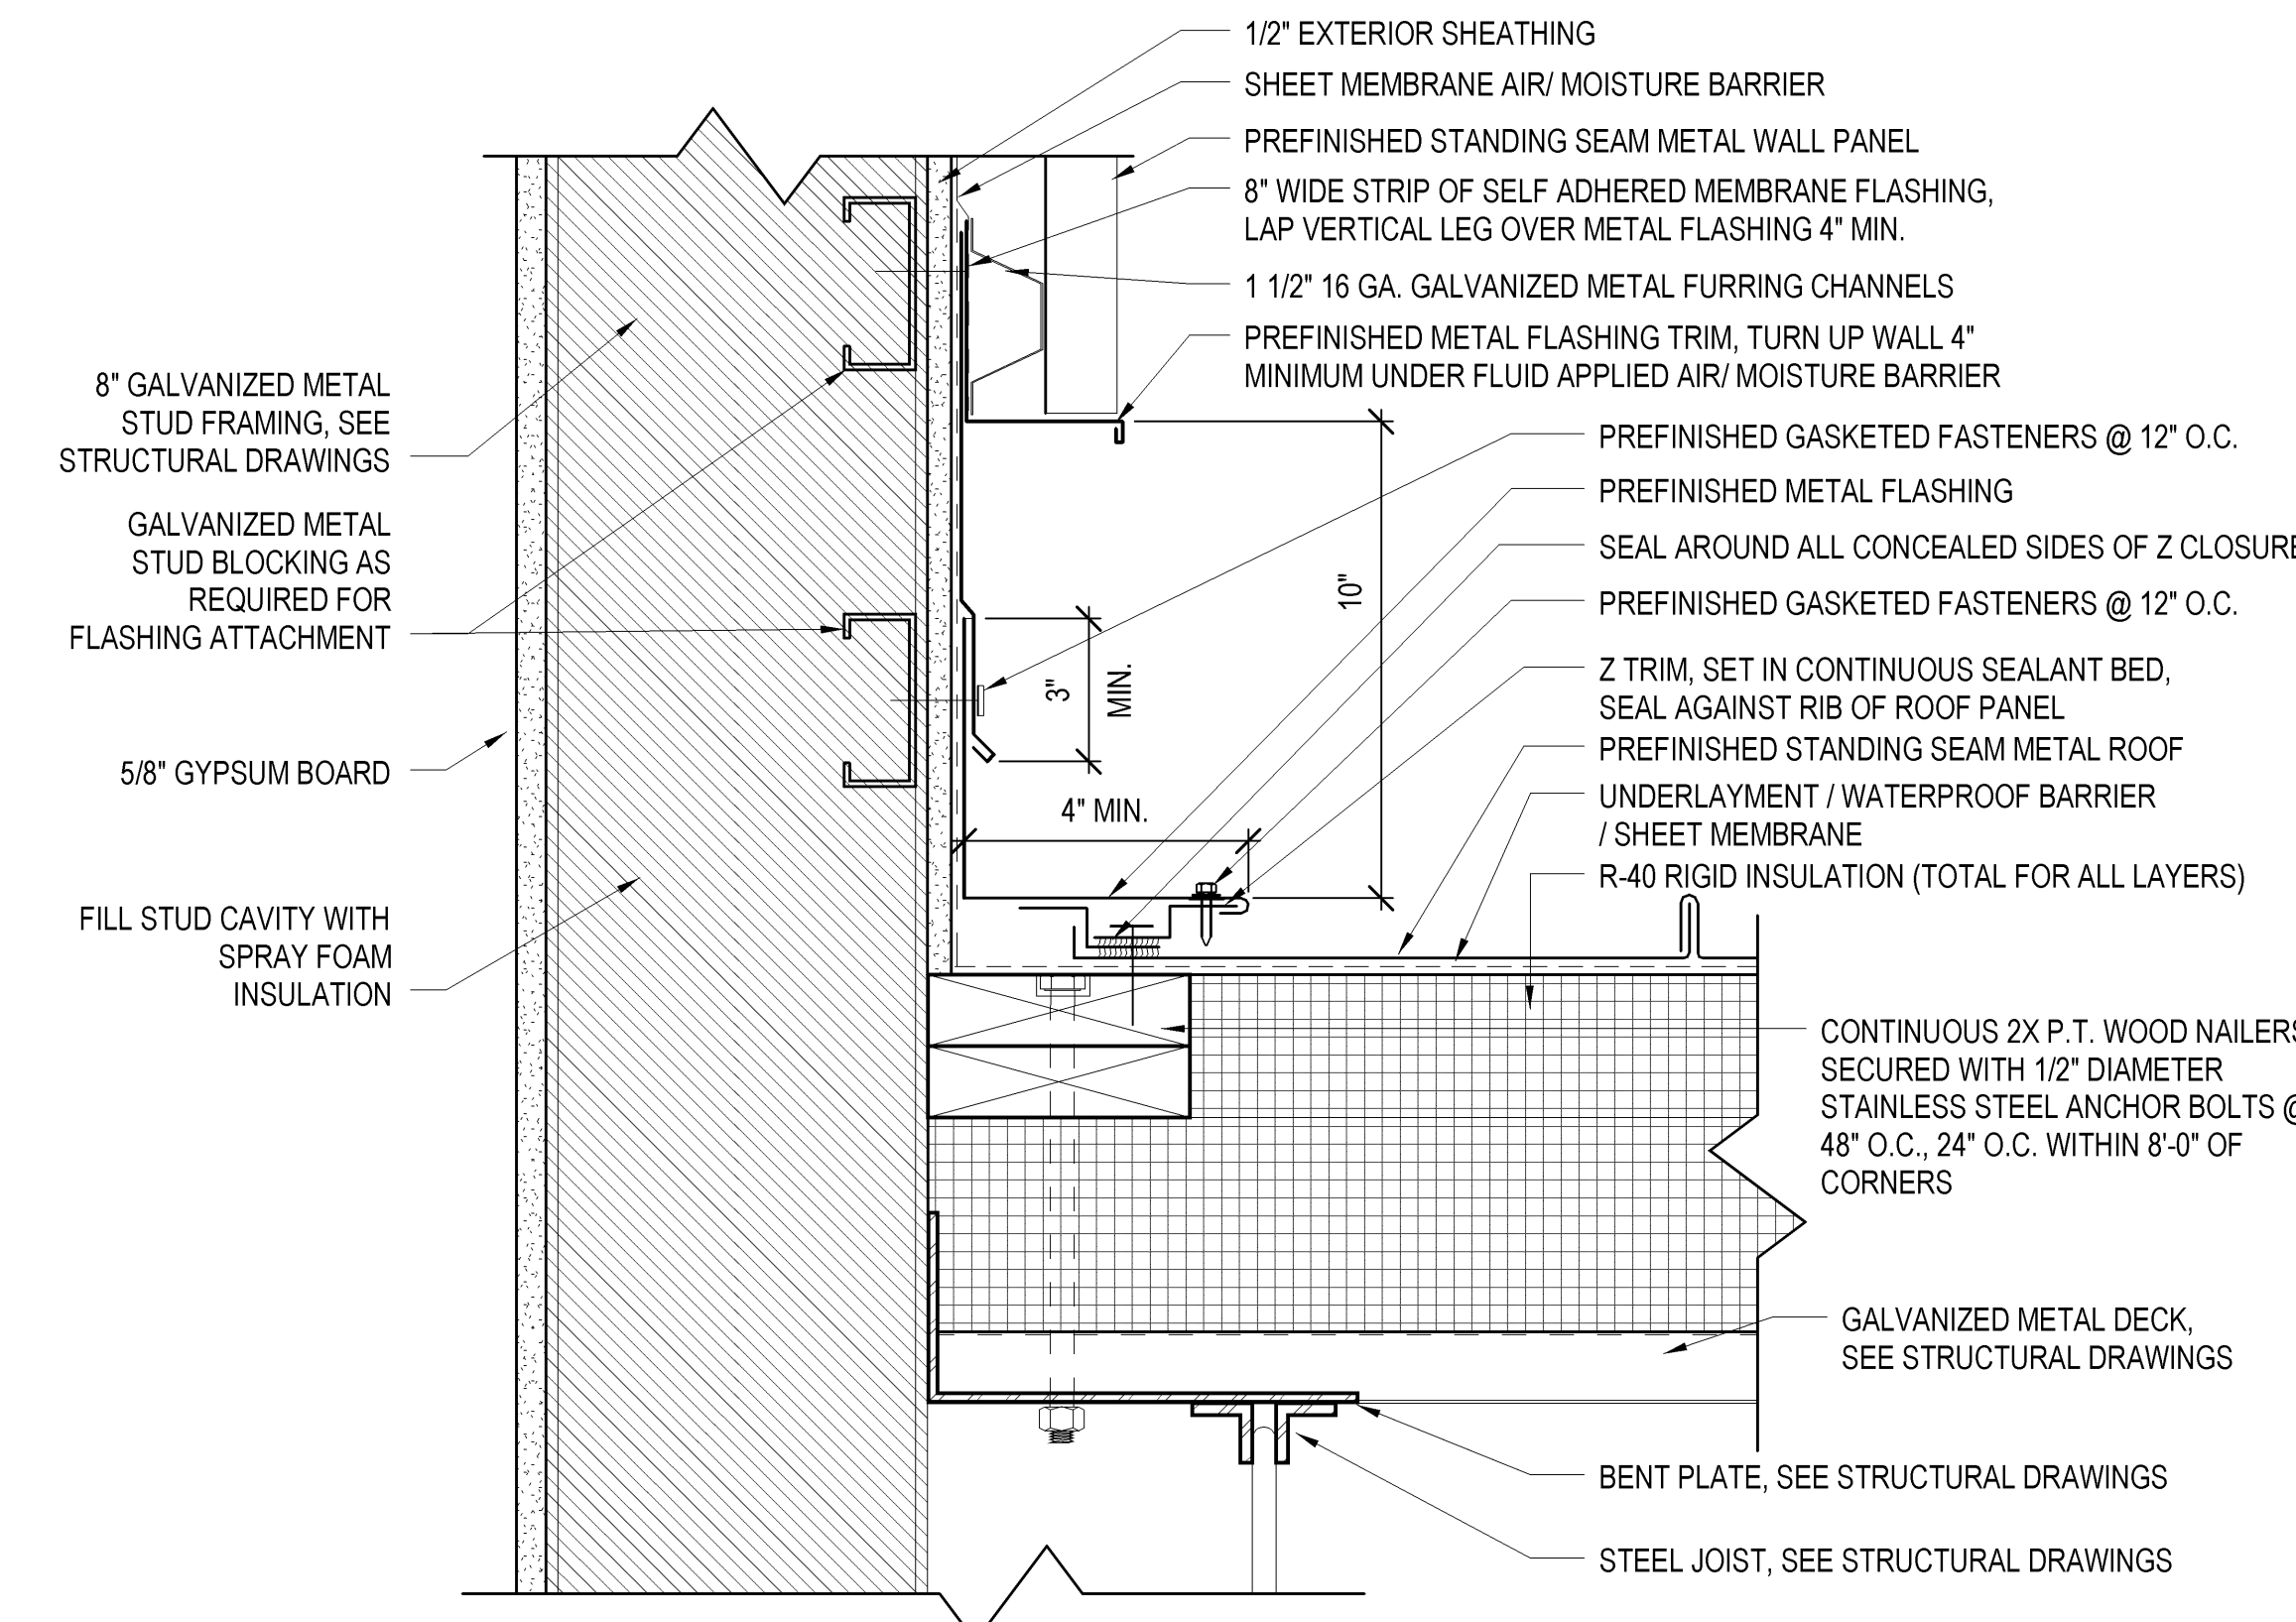 1/2" EXTERIOR SHEATHING
SHEET MEMBRANE AIR/ MOISTURE BARRIER
PREFINISHED STANDING SEAM METAL WALL PANEL
8" WIDE STRIP OF SELF ADHERED MEMBRANE FLASHING,
LAP VERTICAL LEG OVER METAL FLASHING 4" MIN.
1 1/2" 16 GA. GALVANIZED METAL FURRING CHANNELS
PREFINISHED METAL FLASHING TRIM, TURN UP WALL 4"
MINIMUM UNDER FLUID APPLIED AIR/ MOISTURE BARRIER
PREFINISHED GASKETED FASTENERS @ 12" O.C.
PREFINISHED METAL FLASHING
SEAL AROUND ALL CONCEALED SIDES OF Z CLOSURE
PREFINISHED GASKETED FASTENERS @ 12" O.C.
Z TRIM, SET IN CONTINUOUS SEALANT BED,
SEAL AGAINST RIB OF ROOF PANEL
PREFINISHED STANDING SEAM METAL ROOF
UNDERLAYMENT / WATERPROOF BARRIER
/ SHEET MEMBRANE
R-40 RIGID INSULATION (TOTAL FOR ALL LAYERS)
CONTINUOUS 2X P.T. WOOD NAILERS
SECURED WITH 1/2" DIAMETER
STAINLESS STEEL ANCHOR BOLTS @
48" O.C., 24" O.C. WITHIN 8'-0" OF
CORNERS
GALVANIZED METAL DECK,
SEE STRUCTURAL DRAWINGS
BENT PLATE, SEE STRUCTURAL DRAWINGS
STEEL JOIST, SEE STRUCTURAL DRAWINGS
8" GALVANIZED METAL
STUD FRAMING, SEE
STRUCTURAL DRAWINGS
GALVANIZED METAL
STUD BLOCKING AS
REQUIRED FOR
FLASHING ATTACHMENT
5/8" GYPSUM BOARD
FILL STUD CAVITY WITH
SPRAY FOAM
INSULATION
10"
3"
MIN.
4" MIN.